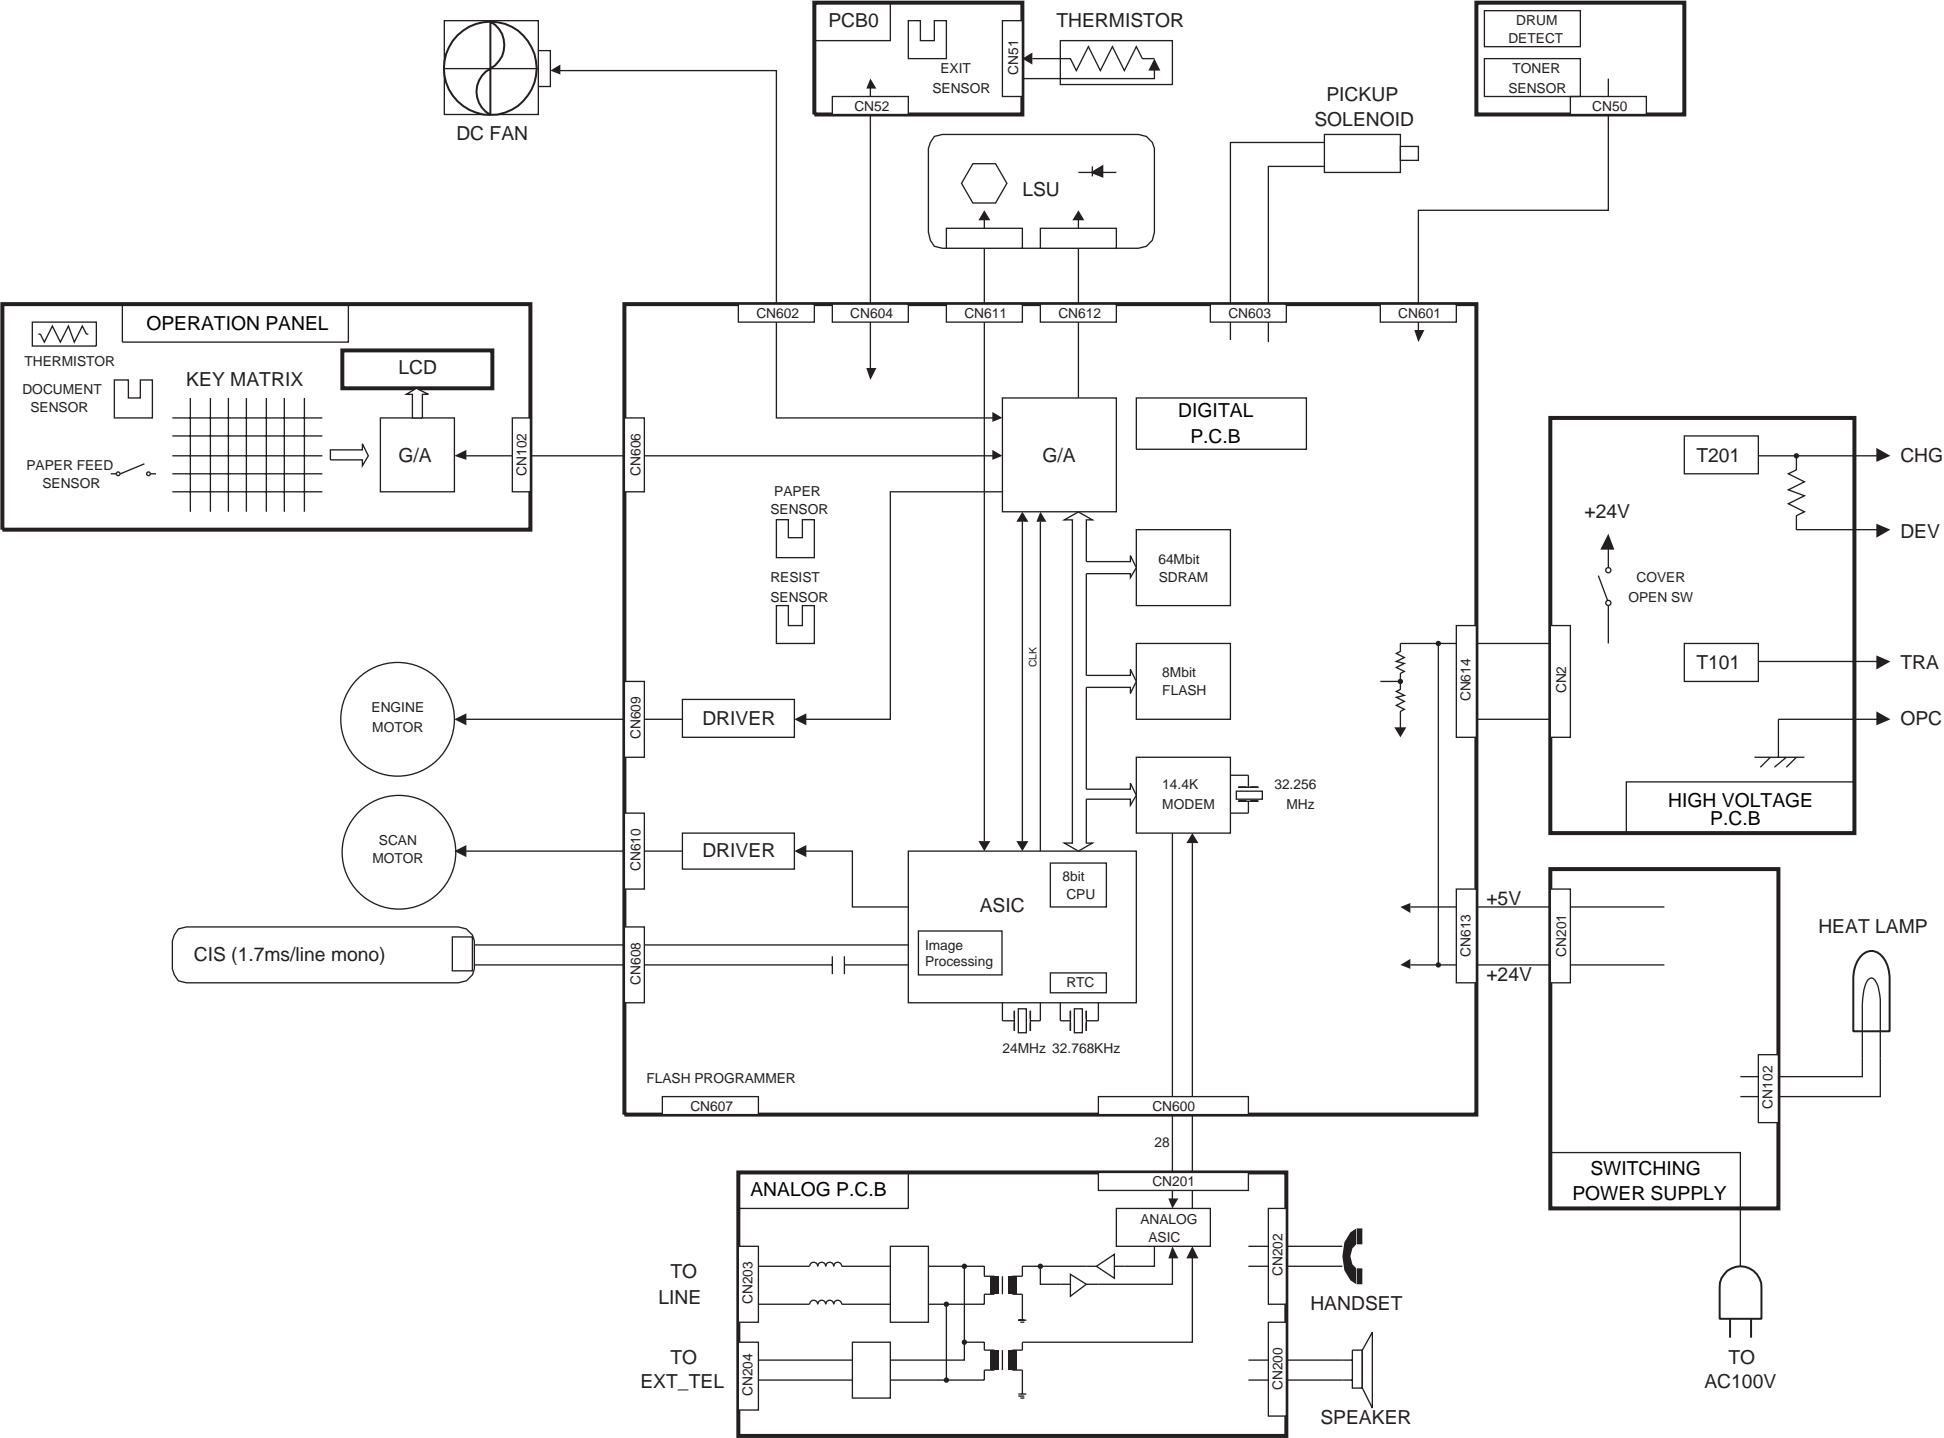 DC FAN
PCB0
EXIT
SENSOR
CN51
CN52
THERMISTOR
PICKUP
SOLENOID
DRUM
DETECT
TONER
SENSOR
CN50
LSU
OPERATION PANEL
THERMISTOR
DOCUMENT
SENSOR
PAPER FEED
SENSOR
KEY MATRIX
LCD
G/A
CN102
CN602
CN604
CN611
CN612
CN603
CN601
CN606
G/A
DIGITAL
P.C.B
PAPER
SENSOR
RESIST
SENSOR
64Mbit
SDRAM
CLK
8Mbit
FLASH
ENGINE
MOTOR
CN609
DRIVER
14.4K
MODEM
32.256
MHz
SCAN
MOTOR
CN610
DRIVER
ASIC
8bit
CPU
CIS (1.7ms/line mono)
CN608
Image
Processing
RTC
24MHz
32.768KHz
FLASH PROGRAMMER
CN607
CN600
CN614
CN613
+5V
+24V
CN2
+24V
COVER
OPEN SW
T201
T101
CHG
DEV
TRA
OPC
HIGH VOLTAGE
P.C.B
CN201
CN102
HEAT LAMP
SWITCHING
POWER SUPPLY
TO
AC100V
28
ANALOG P.C.B
CN201
ANALOG
ASIC
TO
LINE
CN203
TO
EXT_TEL
CN204
CN202
HANDSET
CN200
SPEAKER